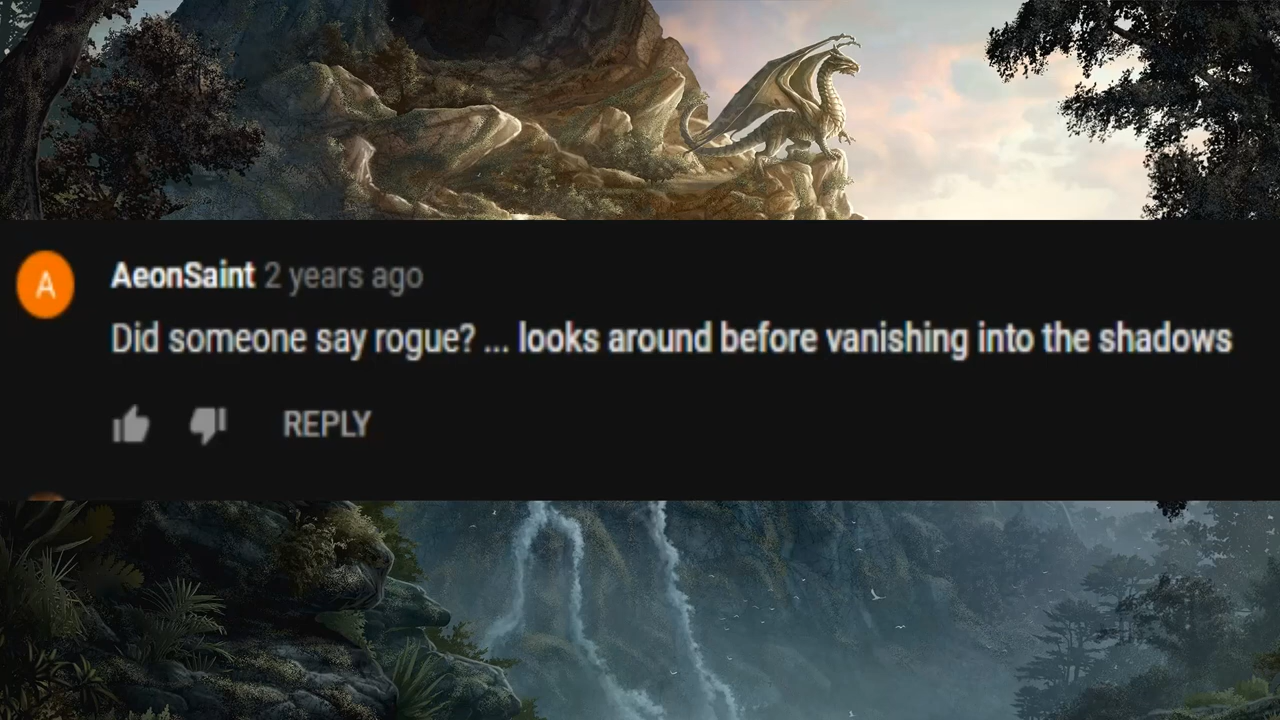 A
AeonSaint 2 years ago
Did someone say rogue? ... looks around before vanishing into the shadows
REPLY